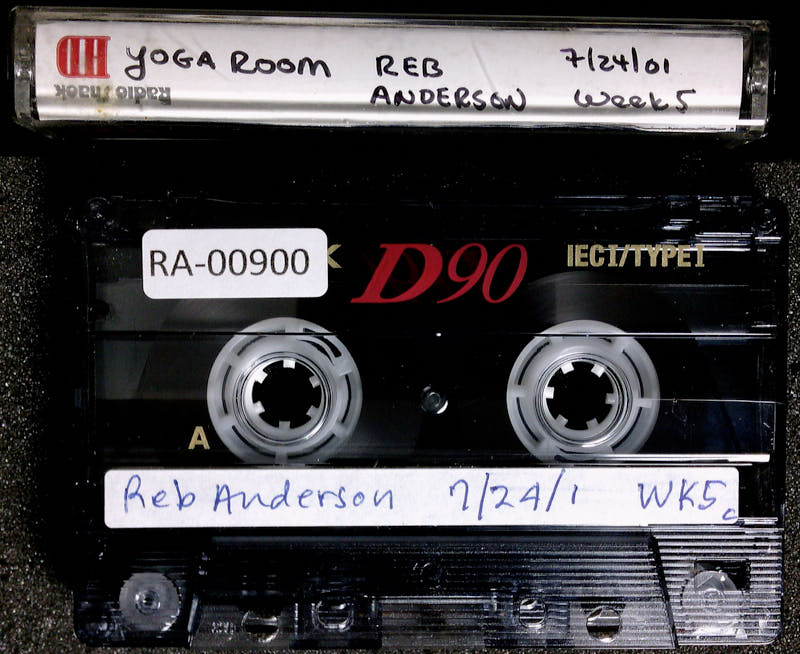 HD YOGA ROOM REB 7/24/01
Radio Shack ANDERSON Week 5
RA-00900 K D90 IECI/TYPE I
A
Reb Anderson 7/24/1 WK5